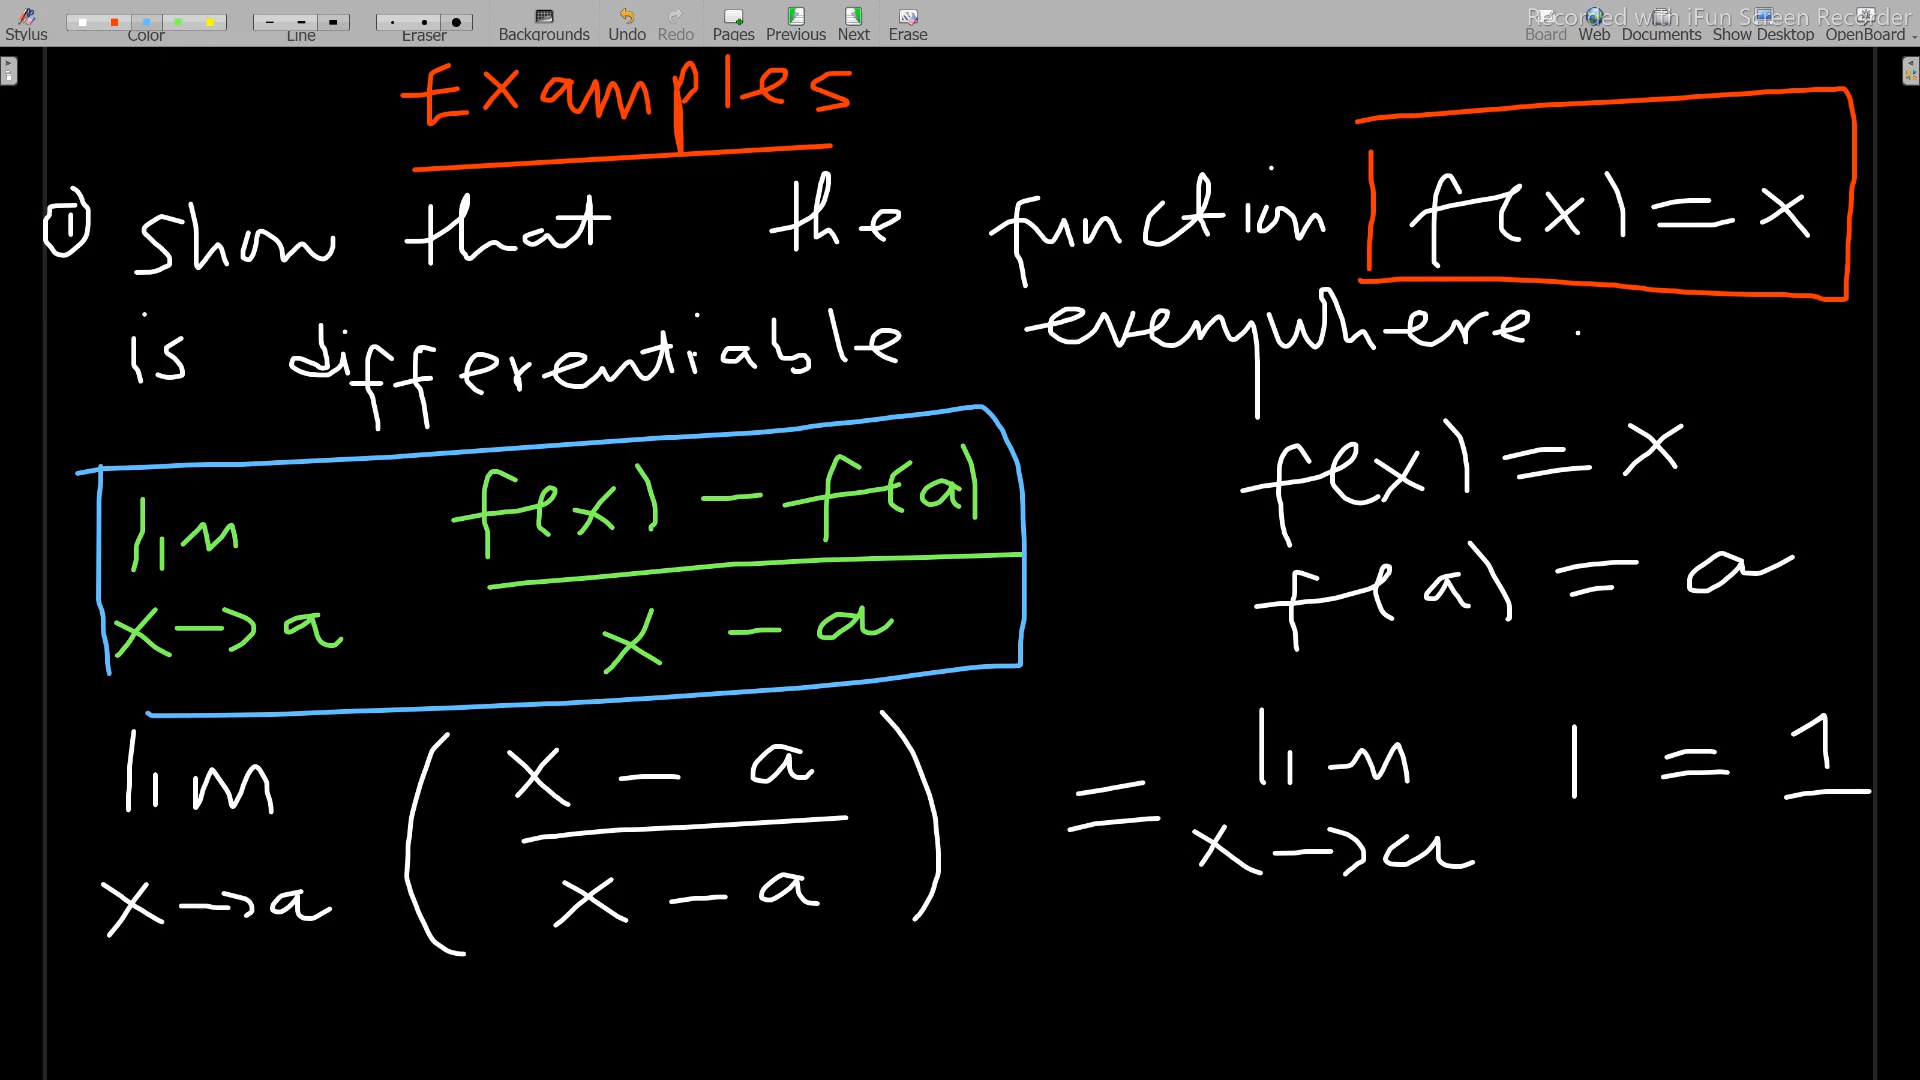 Recorded with iFun Screen Recorder
Stylus Color Line Eraser Backgrounds Undo Redo Pages Previous Next Erase Board Web Documents Show Desktop OpenBoard
Examples
① Show that the function f(x) = x
is differentiable everywhere.
lim x→a (f(x) - f(a)) / (x - a)
f(x) = x
f(a) = a
lim x→a ((x - a) / (x - a)) = lim x→a 1 = 1